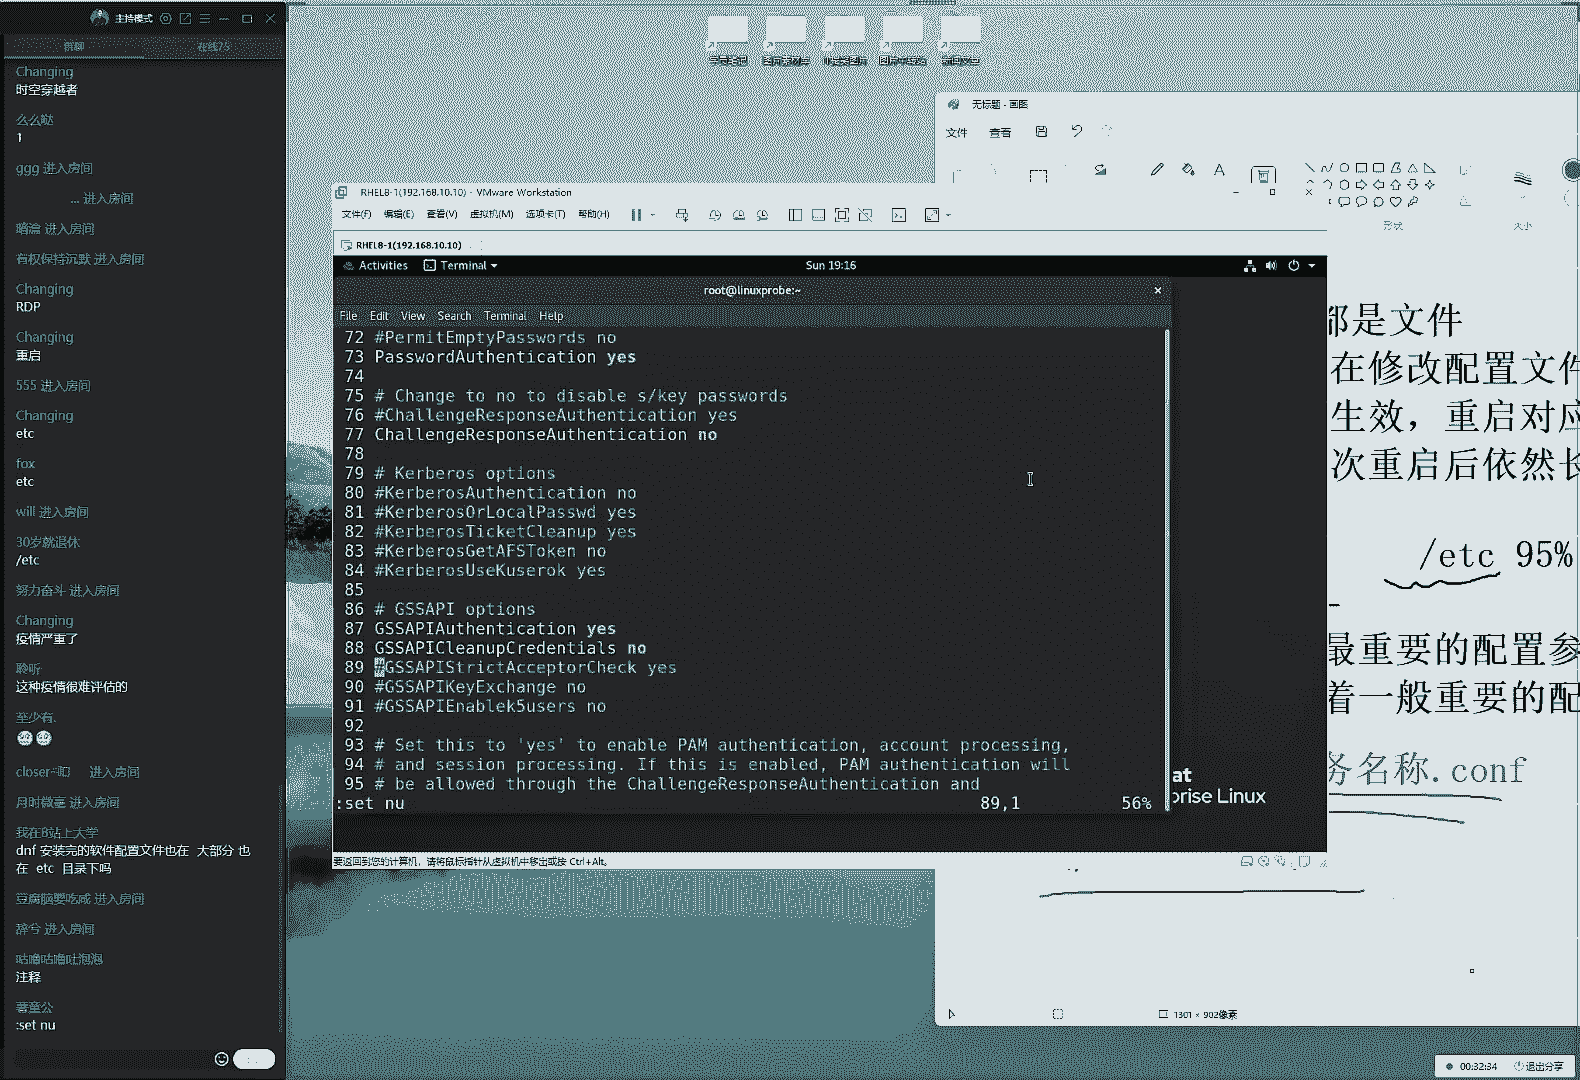 主持模式
群聊
在线75
Changing
时空穿越者
么么哒
1
ggg 进入房间
... 进入房间
进入房间
有权保持沉默 进入房间
Changing
RDP
Changing
重启
555 进入房间
Changing
etc
fox
etc
will 进入房间
30岁就退休
/etc
努力奋斗 进入房间
Changing
疫情严重了
聆听
这种疫情很难评估的
至少有.
进入房间
月时微毫 进入房间
我在B站上大学
dnf 安装完的软件配置文件也在 大部分 也
在 etc 目录下吗
豆腐脑要吃咸 进入房间
辞兮 进入房间
咕噜咕噜吐泡泡
注释
薯童公
:set nu
无标题 - 画图
文件
查看
形状
大小
RHEL8-1(192.168.10.10) - VMware Workstation
文件(F) 编辑(E) 查看(V) 虚拟机(M) 选项卡(T) 帮助(H)
RHEL8-1(192.168.10.10)
Activities
Terminal
Sun 19:16
root@linuxprobe:~
File Edit View Search Terminal Help
72 #PermitEmptyPasswords no
73 PasswordAuthentication yes
74
75 # Change to no to disable s/key passwords
76 #ChallengeResponseAuthentication yes
77 ChallengeResponseAuthentication no
78
79 # Kerberos options
80 #KerberosAuthentication no
81 #KerberosOrLocalPasswd yes
82 #KerberosTicketCleanup yes
83 #KerberosGetAFSToken no
84 #KerberosUseKuserok yes
85
86 # GSSAPI options
87 GSSAPIAuthentication yes
88 GSSAPICleanupCredentials no
89 #GSSAPIStrictAcceptorCheck yes
90 #GSSAPIKeyExchange no
91 #GSSAPIEnablek5users no
92
93 # Set this to 'yes' to enable PAM authentication, account processing,
94 # and session processing. If this is enabled, PAM authentication will
95 # be allowed through the ChallengeResponseAuthentication and
:set nu
89,1
56%
at
prise Linux
要返回到您的计算机，请将鼠标指针从虚拟机中移出或按 Ctrl+Alt。
都是文件
在修改配置文件
生效，重启对应
次重启后依然长
/etc 95%
最重要的配置参
着一般重要的配
务名称.conf
1301 × 902像素
00:32:34
退出分享